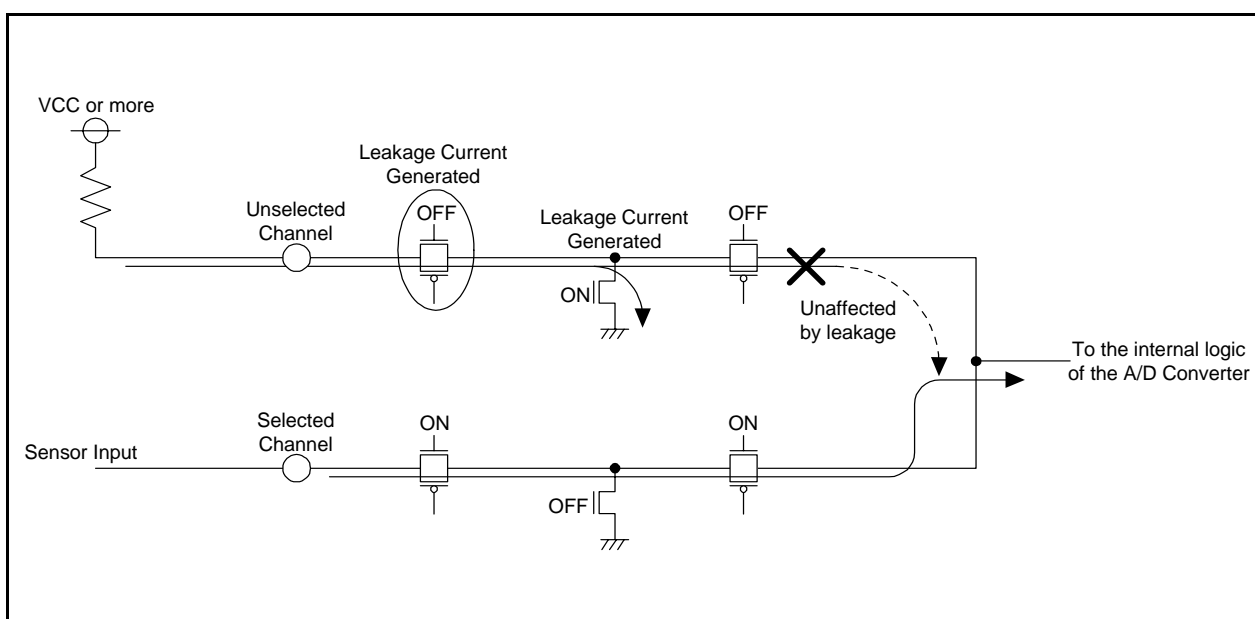 VCC or more
Leakage Current
Generated
Unselected
Channel
OFF
Leakage Current
Generated
OFF
ON
Unaffected
by leakage
To the internal logic
of the A/D Converter
Sensor Input
Selected
Channel
ON
ON
OFF